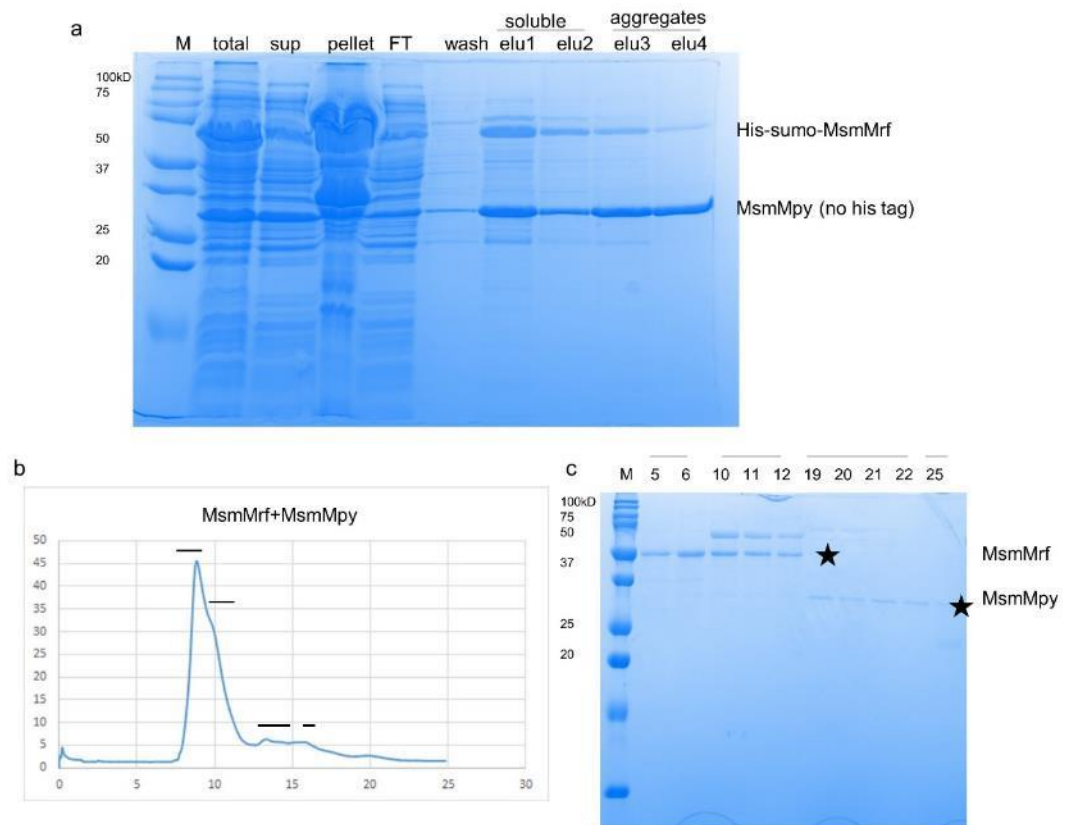 a
soluble aggregates
M total sup pellet FT wash elu1 elu2 elu3 elu4
100kD
75
50
37
25
20
His-sumo-MsmMrf
MsmMpy (no his tag)
b
MsmMrf+MsmMpy
50
45
40
35
30
25
20
15
10
5
0
0 5 10 15 20 25 30
c
M 5 6 10 11 12 19 20 21 22 25
100kD
75
50
37
25
20
MsmMrf
MsmMpy